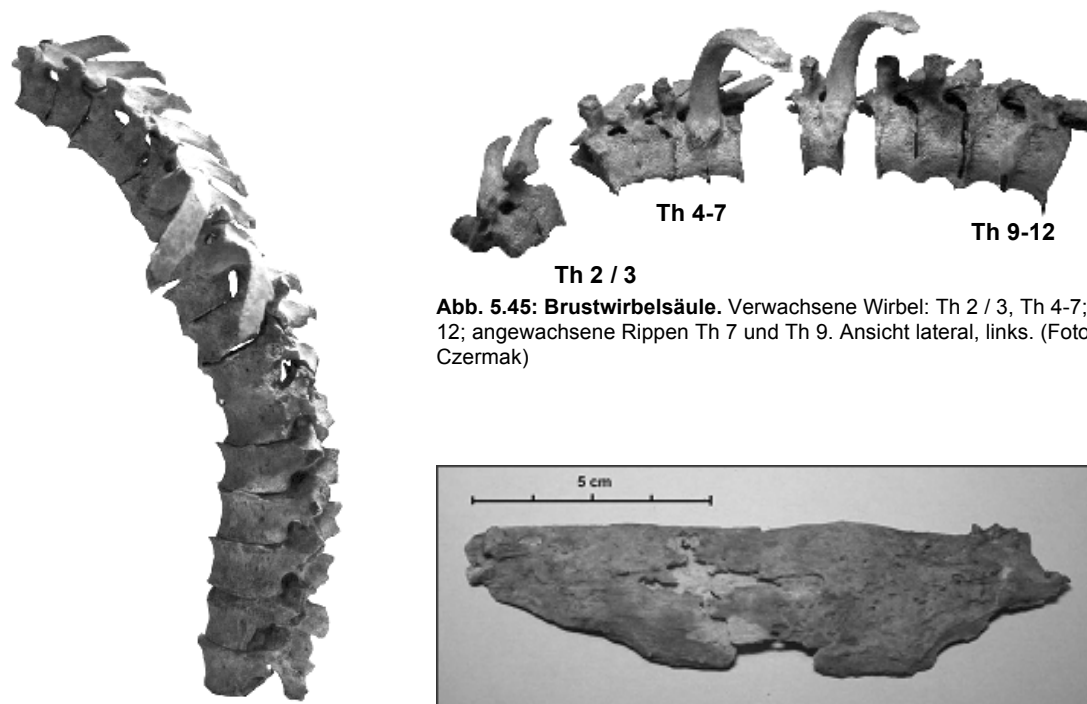 Th 4-7
Th 9-12
Th 2 / 3
Abb. 5.45: Brustwirbelsäule. Verwachsene Wirbel: Th 2 / 3, Th 4-7;
12; angewachsene Rippen Th 7 und Th 9. Ansicht lateral, links. (Foto
Czermak)
5 cm